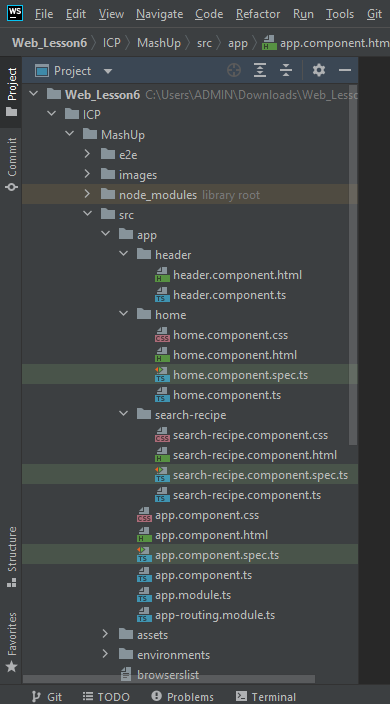 WS File Edit View Navigate Code Refactor Run Tools Git
Web_Lesson6 ICP MashUp src app app.component.htm
Project
Project
Web_Lesson6 C:\Users\ADMIN\Downloads\Web_Lesso
ICP
MashUp
e2e
images
node_modules library root
src
app
header
header.component.html
header.component.ts
home
home.component.css
home.component.html
home.component.spec.ts
home.component.ts
search-recipe
search-recipe.component.css
search-recipe.component.html
search-recipe.component.spec.ts
search-recipe.component.ts
app.component.css
app.component.html
app.component.spec.ts
app.component.ts
app.module.ts
app-routing.module.ts
assets
environments
browserslist
Commit
Structure
Favorites
Git TODO Problems Terminal